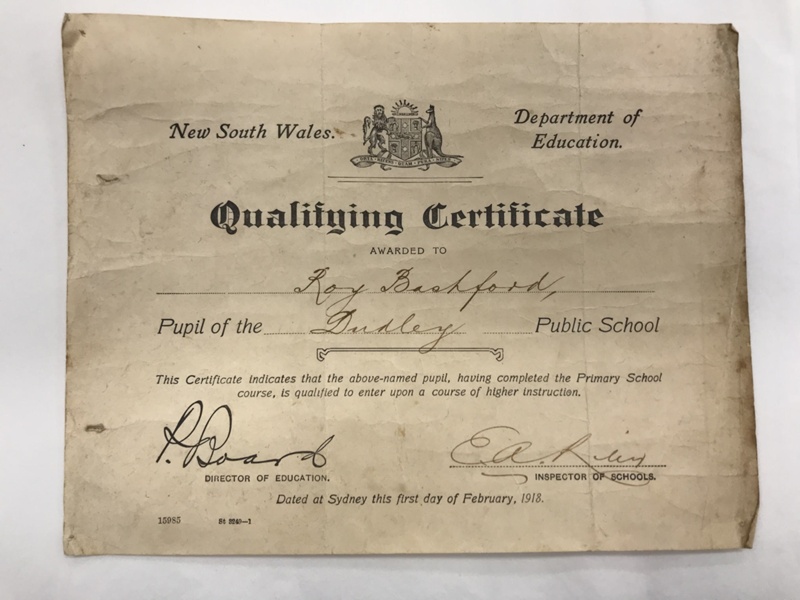 New South Wales.
Department of
Education.
Qualifying Certificate
AWARDED TO
Roy Bashford,
Pupil of the Dudley Public School
This Certificate indicates that the above-named pupil, having completed the Primary School
course, is qualified to enter upon a course of higher instruction.
P. Board
E.A. Riley
DIRECTOR OF EDUCATION.
INSPECTOR OF SCHOOLS.
Dated at Sydney this first day of February, 1918.
15985